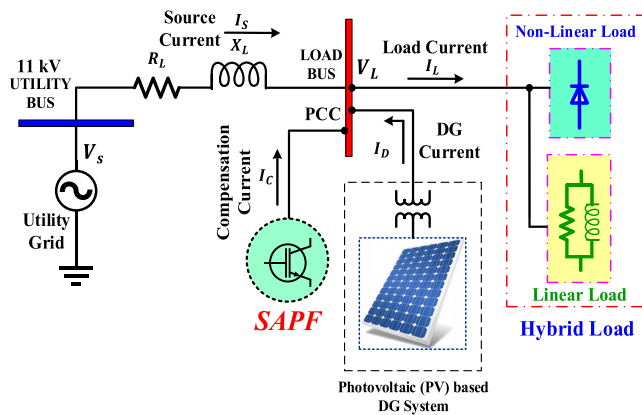 Source
Current
I_S
X_L
R_L
11 kV
UTILITY
BUS
V_s
Utility
Grid
LOAD
BUS
V_L
PCC
Load Current
I_L
Compensation
Current
I_C
I_D
DG
Current
SAPF
Photovoltaic (PV) based
DG System
Non-Linear Load
Linear Load
Hybrid Load